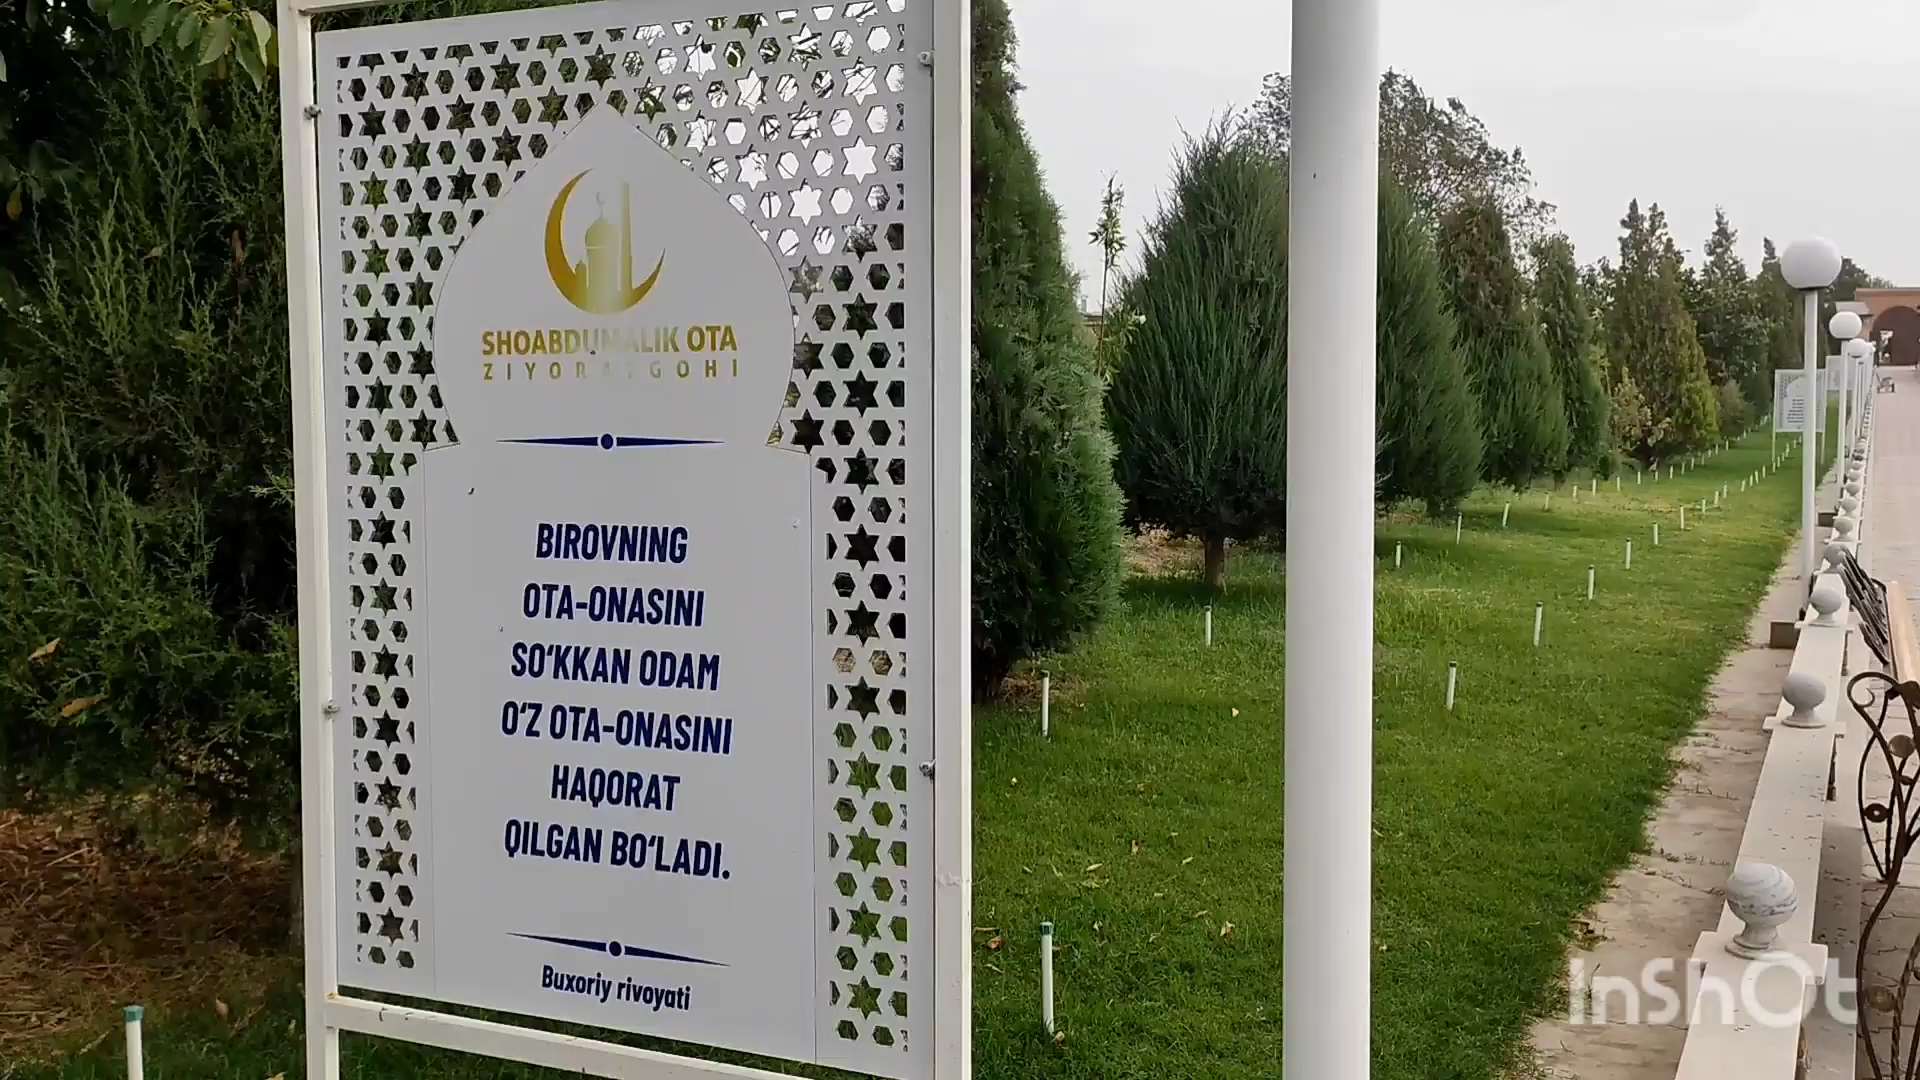 SHOABDUMALIK OTA
ZIYORATGOHI
BIROVNING
OTA-ONASINI
SO‘KKAN ODAM
O‘Z OTA-ONASINI
HAQORAT
QILGAN BO‘LADI.
Buxoriy rivoyati
InShOt